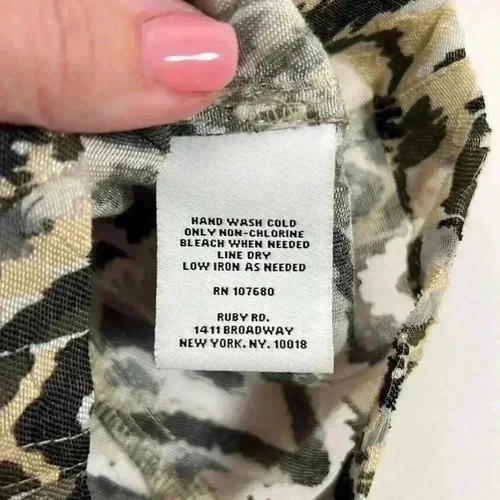 HAND WASH COLD
ONLY NON-CHLORINE
BLEACH WHEN NEEDED
LINE DRY
LOW IRON AS NEEDED
RN 107680
RUBY RD.
1411 BROADWAY
NEW YORK. NY. 10018